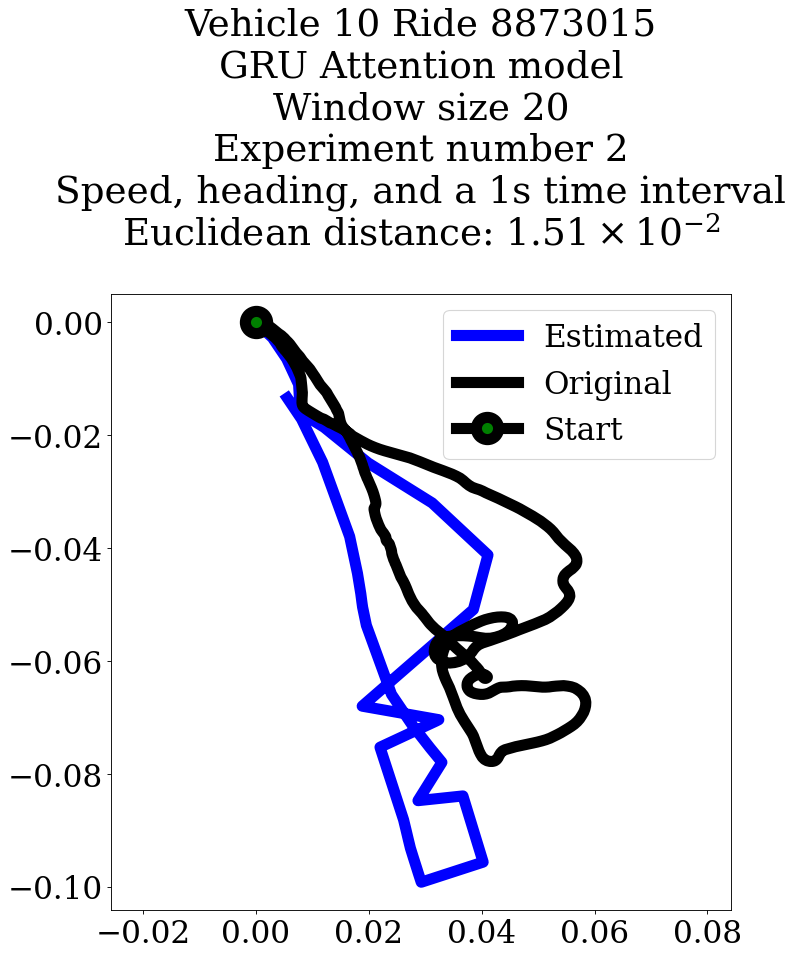 Vehicle 10 Ride 8873015
GRU Attention model
Window size 20
Experiment number 2
Speed, heading, and a 1s time interval
Euclidean distance: 1.51 × 10⁻²
Estimated
Original
Start
0.00
−0.02
−0.04
−0.06
−0.08
−0.10
−0.02 0.00 0.02 0.04 0.06 0.08